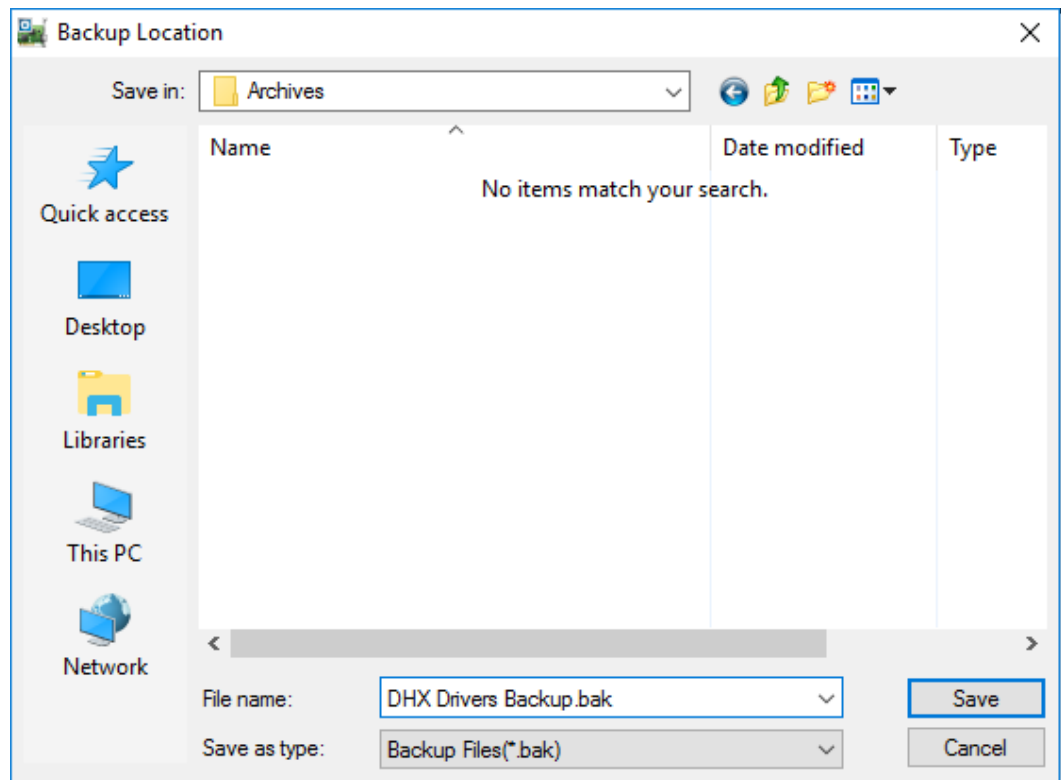 Backup Location
Save in: Archives
Name Date modified Type
No items match your search.
Quick access
Desktop
Libraries
This PC
Network
File name: DHX Drivers Backup.bak Save
Save as type: Backup Files(*.bak) Cancel